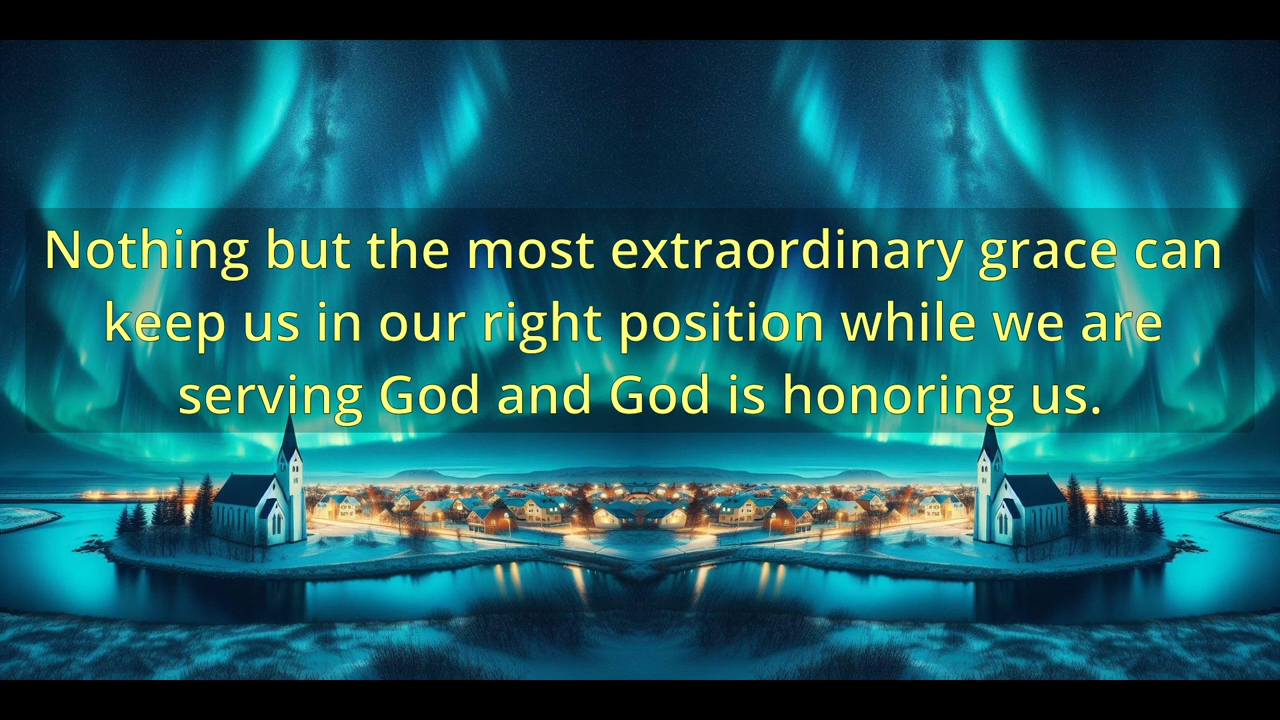 Nothing but the most extraordinary grace can
keep us in our right position while we are
serving God and God is honoring us.